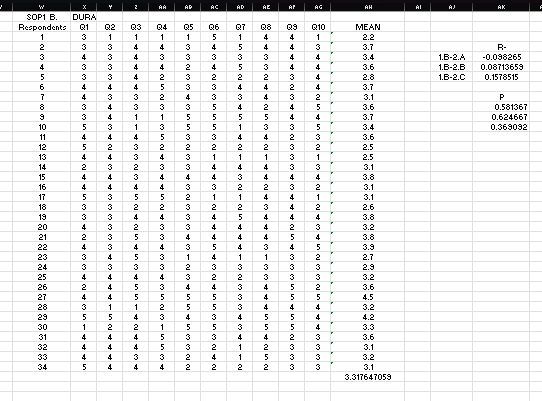 W X Y Z AA AB AC AD AE AF AG AH AI AJ AK
SOP1 B. DURA
Respondents Q1 Q2 Q3 Q4 Q5 Q6 Q7 Q8 Q9 Q10 MEAN
1 3 1 1 1 1 5 1 4 4 1 2.2
2 3 3 4 4 3 4 5 4 4 3 3.7 R-
3 4 3 4 3 3 3 3 3 4 4 3.4 1.B-2.A -0.098265
4 3 3 4 4 2 4 5 3 4 4 3.6 1.B-2.B 0.08713659
5 3 3 4 2 3 4 2 2 3 2 2.8 1.B-2.C 0.1578515
6 4 4 4 5 3 3 4 4 2 4 3.7
7 4 3 3 2 4 3 3 4 3 2 3.1 P
8 3 4 3 3 3 5 4 2 4 5 3.6 0.581367
9 3 4 1 1 5 5 5 5 4 4 3.7 0.624667
10 5 3 1 3 5 5 1 3 3 5 3.4 0.369092
11 4 4 4 5 3 3 4 4 2 3 3.6
12 5 2 3 2 2 2 2 2 3 2 2.5
13 4 4 3 4 3 1 1 1 3 1 2.5
14 2 3 2 3 4 4 3 3 3 4 3.1
15 4 4 3 4 4 4 3 4 4 4 3.8
16 4 4 4 4 3 3 2 2 3 2 3.1
17 5 3 5 5 2 1 1 4 4 1 3.1
18 3 3 2 2 3 2 2 3 4 2 2.6
19 3 3 4 4 3 4 5 4 4 4 3.8
20 4 3 2 3 3 4 4 4 2 3 3.2
21 2 3 5 3 4 4 4 4 5 4 3.8
22 4 3 4 4 3 5 4 3 5 4 3.9
23 3 4 5 3 1 4 1 1 3 2 2.7
24 3 3 3 3 2 3 3 3 3 3 2.9
25 4 4 4 3 2 2 4 3 3 3 3.2
26 2 4 4 5 3 4 3 4 5 2 3.6
27 4 4 5 5 5 5 4 4 5 4 4.5
28 3 1 1 2 5 5 3 4 4 4 3.2
29 5 5 4 3 4 3 4 5 5 4 4.2
30 1 2 2 1 5 5 3 5 5 4 3.3
31 4 4 4 5 3 3 4 4 2 3 3.6
32 4 4 4 5 3 2 1 2 3 3 3.1
33 4 4 3 3 2 4 1 5 3 3 3.2
34 5 4 4 4 2 2 2 2 3 3 3.1
3.317647059